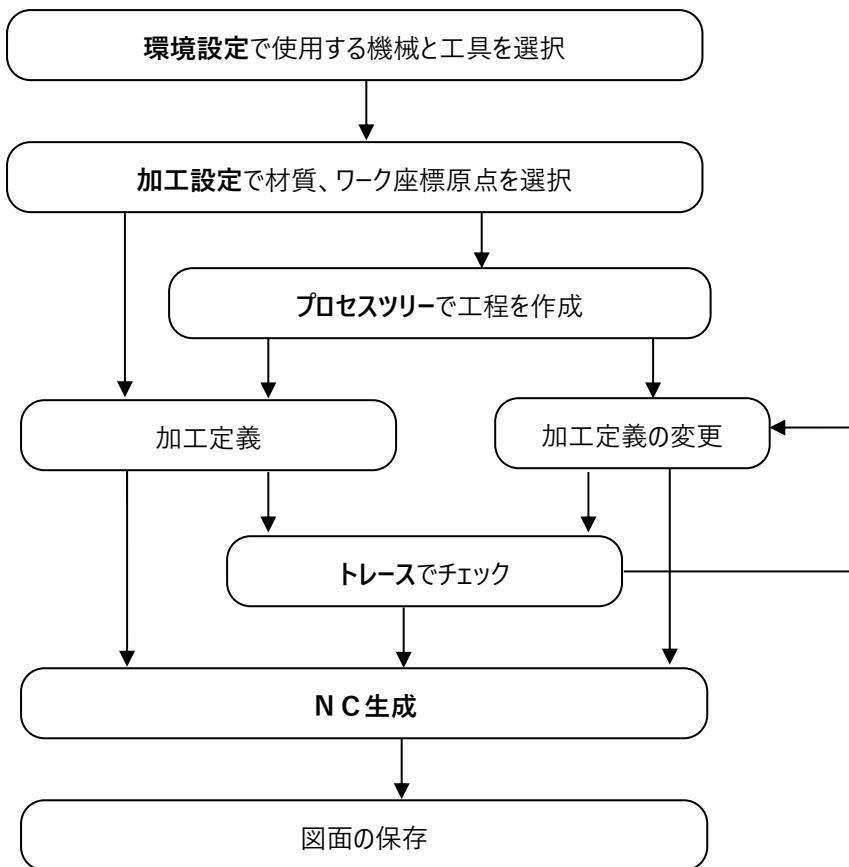 環境設定で使用する機械と工具を選択
加工設定で材質、ワーク座標原点を選択
プロセスツリーで工程を作成
加工定義
加工定義の変更
トレースでチェック
ＮＣ生成
図面の保存